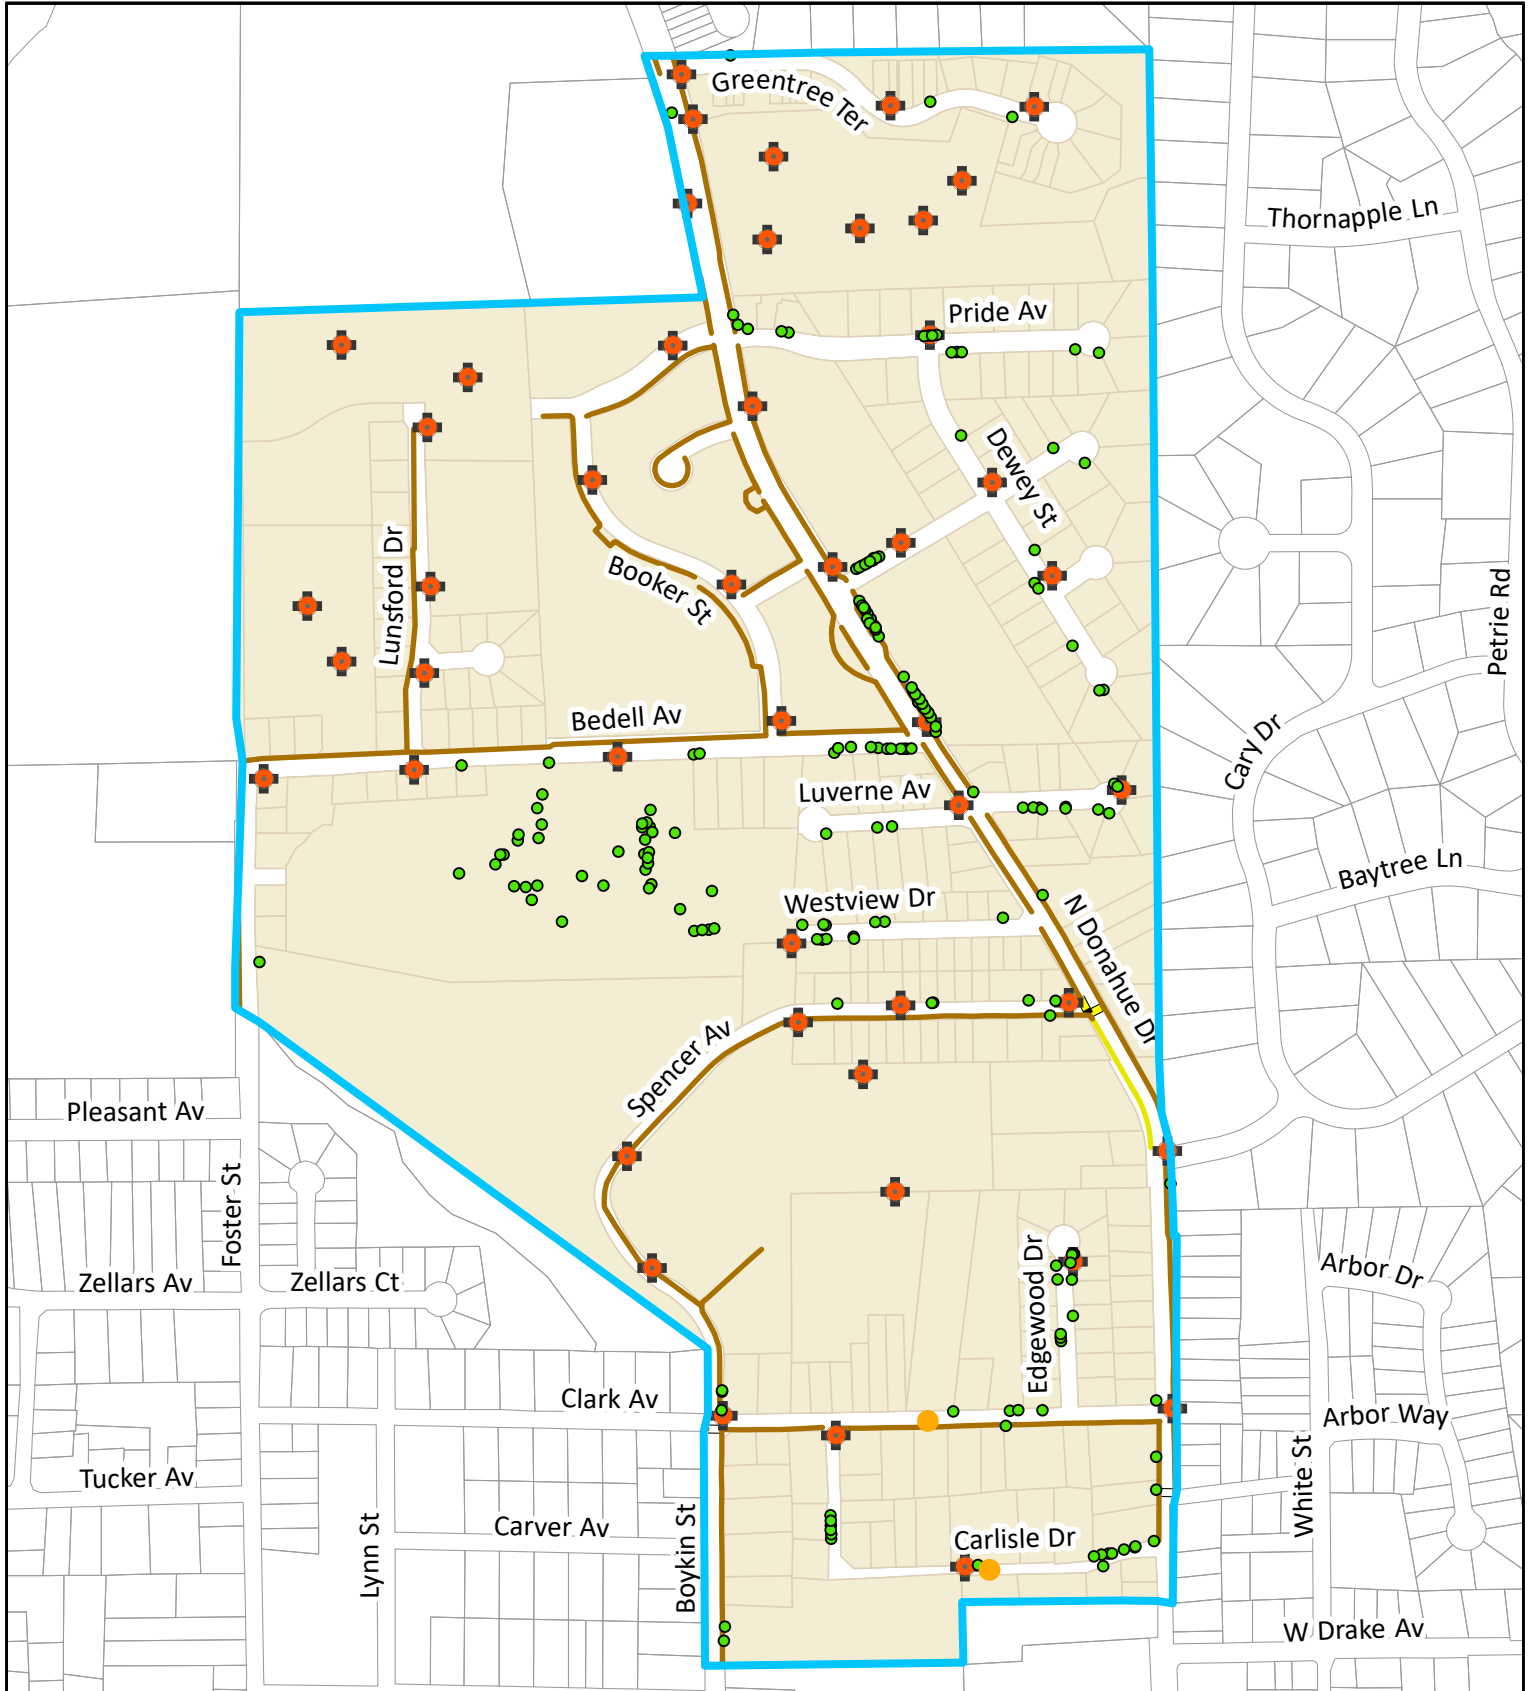 Greentree Ter
Thornapple Ln
Pride Av
Dewey St
Lunsford Dr
Booker St
Petrie Rd
Bedell Av
Cary Dr
Luverne Av
Baytree Ln
Westview Dr
N Donahue Dr
Spencer Av
Pleasant Av
Foster St
Edgewood Dr
Arbor Dr
Zellars Av
Zellars Ct
Clark Av
Arbor Way
Tucker Av
White St
Lynn St
Carver Av
Boykin St
Carlisle Dr
W Drake Av